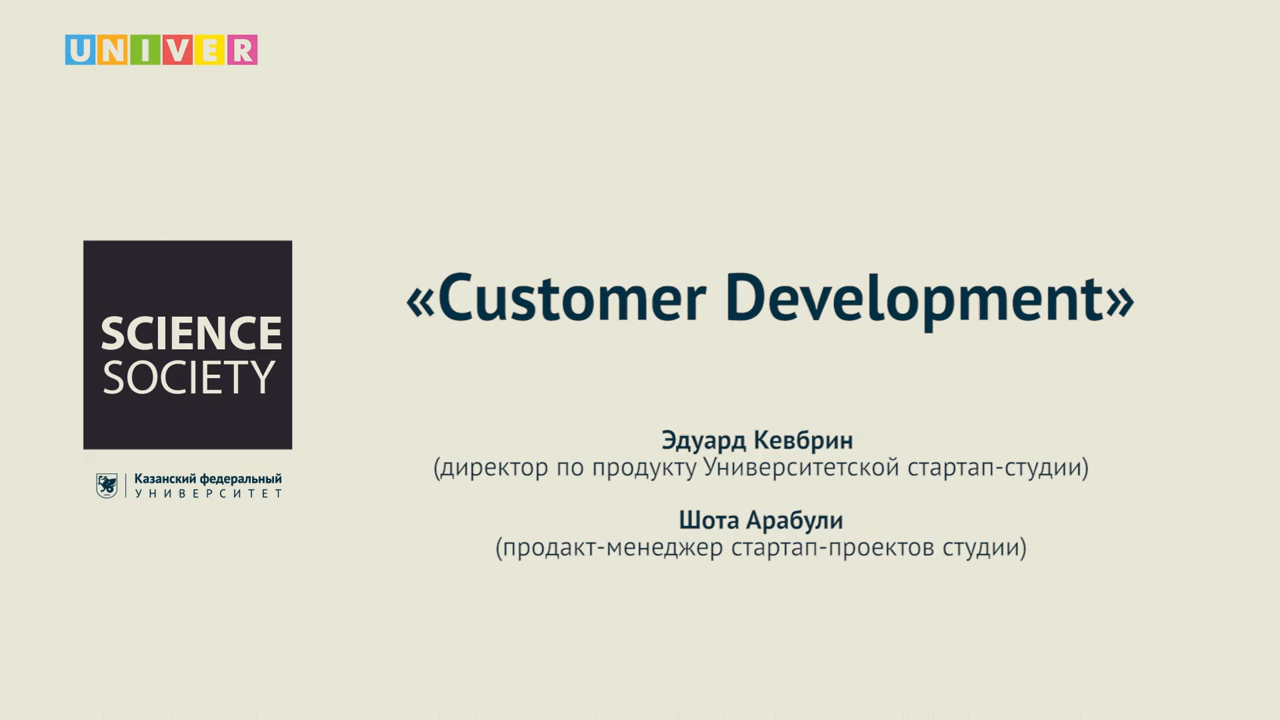 UNIVER
SCIENCE
SOCIETY
Казанский федеральный
УНИВЕРСИТЕТ
«Customer Development»
Эдуард Кевбрин
(директор по продукту Университетской стартап-студии)
Шота Арабули
(продакт-менеджер стартап-проектов студии)